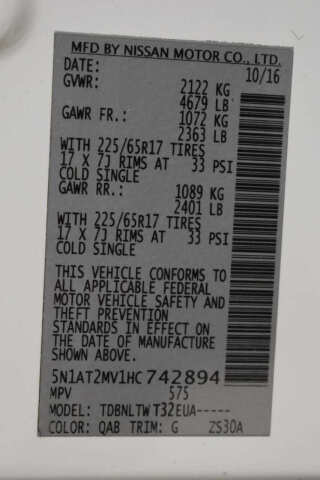 MFD BY NISSAN MOTOR CO., LTD.
DATE: 10/16
GVWR: 2122 KG
4679 LB
GAWR FR.: 1072 KG
2363 LB
WITH 225/65R17 TIRES
17 X 7J RIMS AT 33 PSI
COLD SINGLE
GAWR RR.: 1089 KG
2401 LB
WITH 225/65R17 TIRES
17 X 7J RIMS AT 33 PSI
COLD SINGLE
THIS VEHICLE CONFORMS TO
ALL APPLICABLE FEDERAL
MOTOR VEHICLE SAFETY AND
THEFT PREVENTION
STANDARDS IN EFFECT ON
THE DATE OF MANUFACTURE
SHOWN ABOVE.
5N1AT2MV1HC742894
MPV 575
MODEL: TDBNLTW T32EUA-----
COLOR: QAB TRIM: G ZS30A